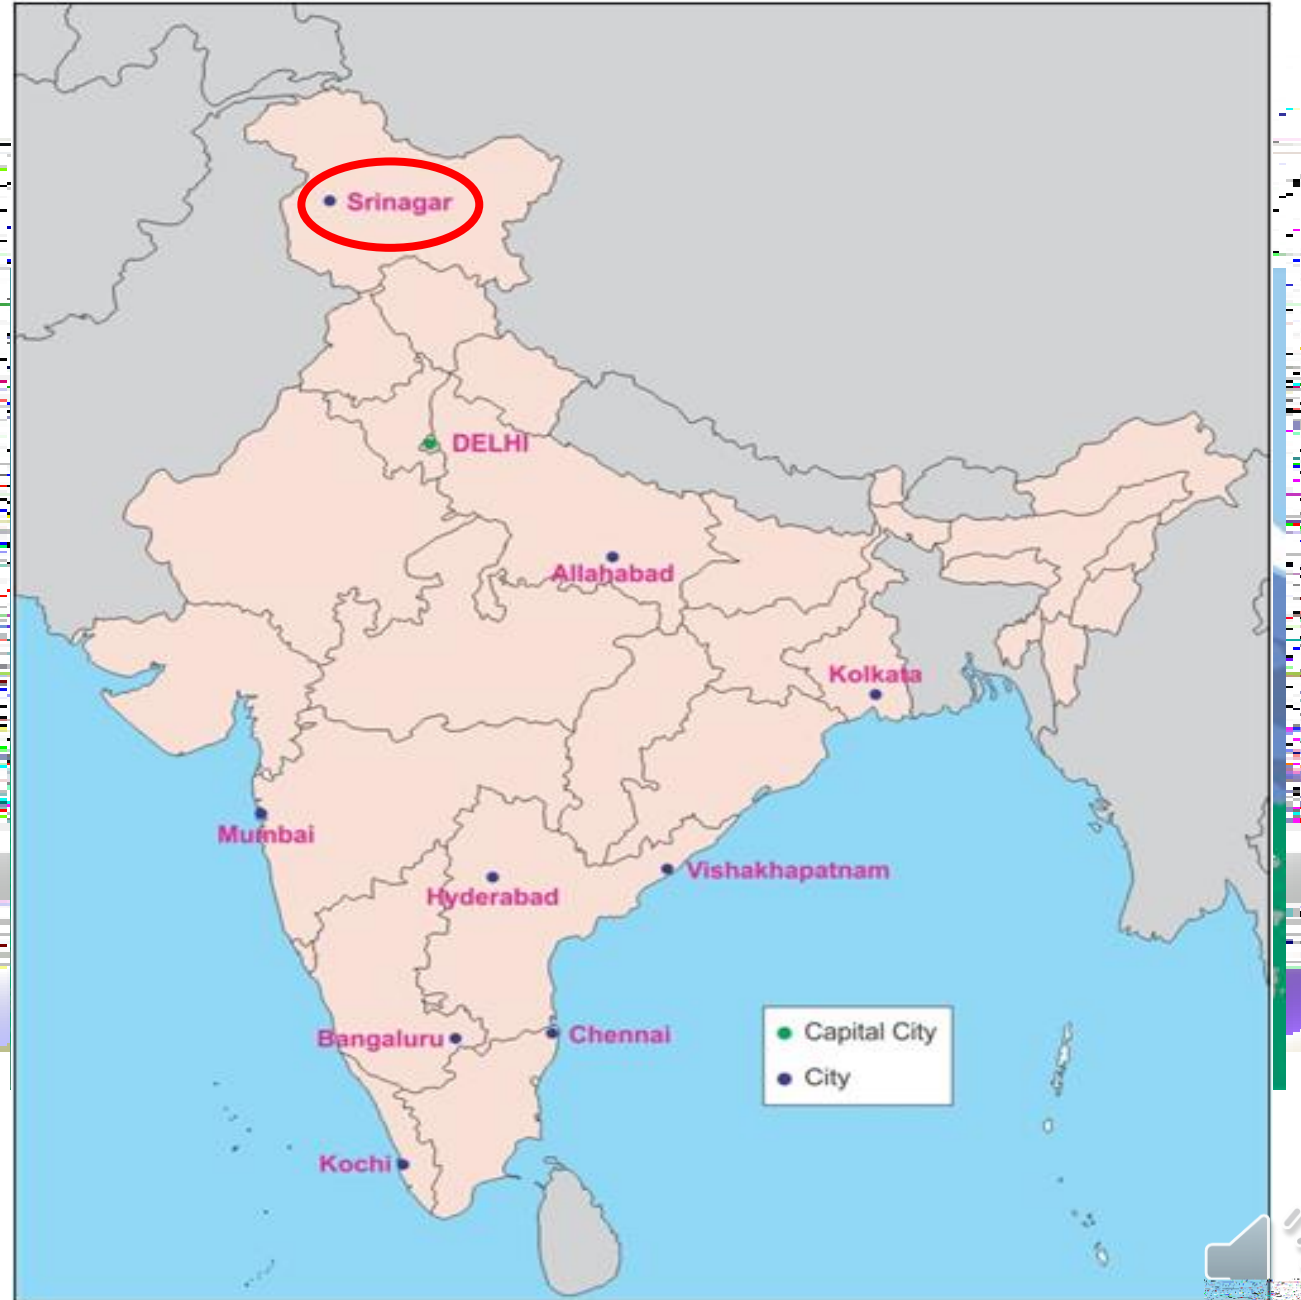 Srinagar
DELHI
Allahabad
Kolkata
Mumbai
Vishakhapatnam
Hyderabad
Bangaluru
Chennai
Capital City
City
Kochi